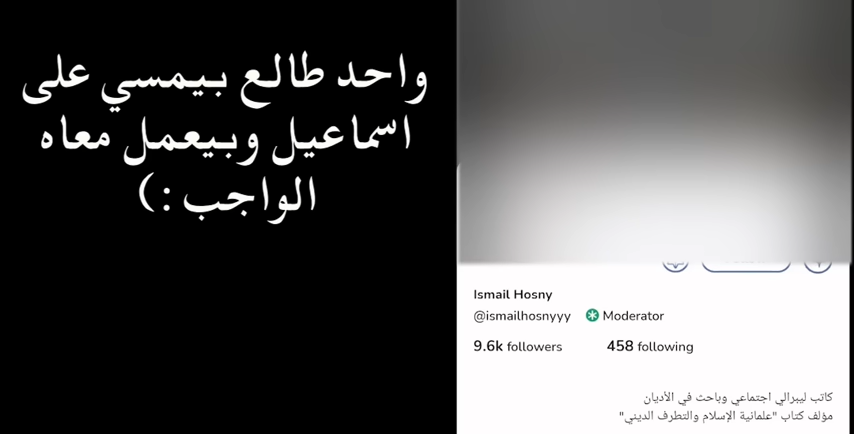 واحد طالع بيمسي على
اسماعيل وبيعمل معاه
الواجب :)
Ismail Hosny
@ismailhosnyyy Moderator
9.6k followers 458 following
كاتب ليبرالي اجتماعي وباحث في الأديان
مؤلف كتاب "علمانية الإسلام والتطرف الديني"